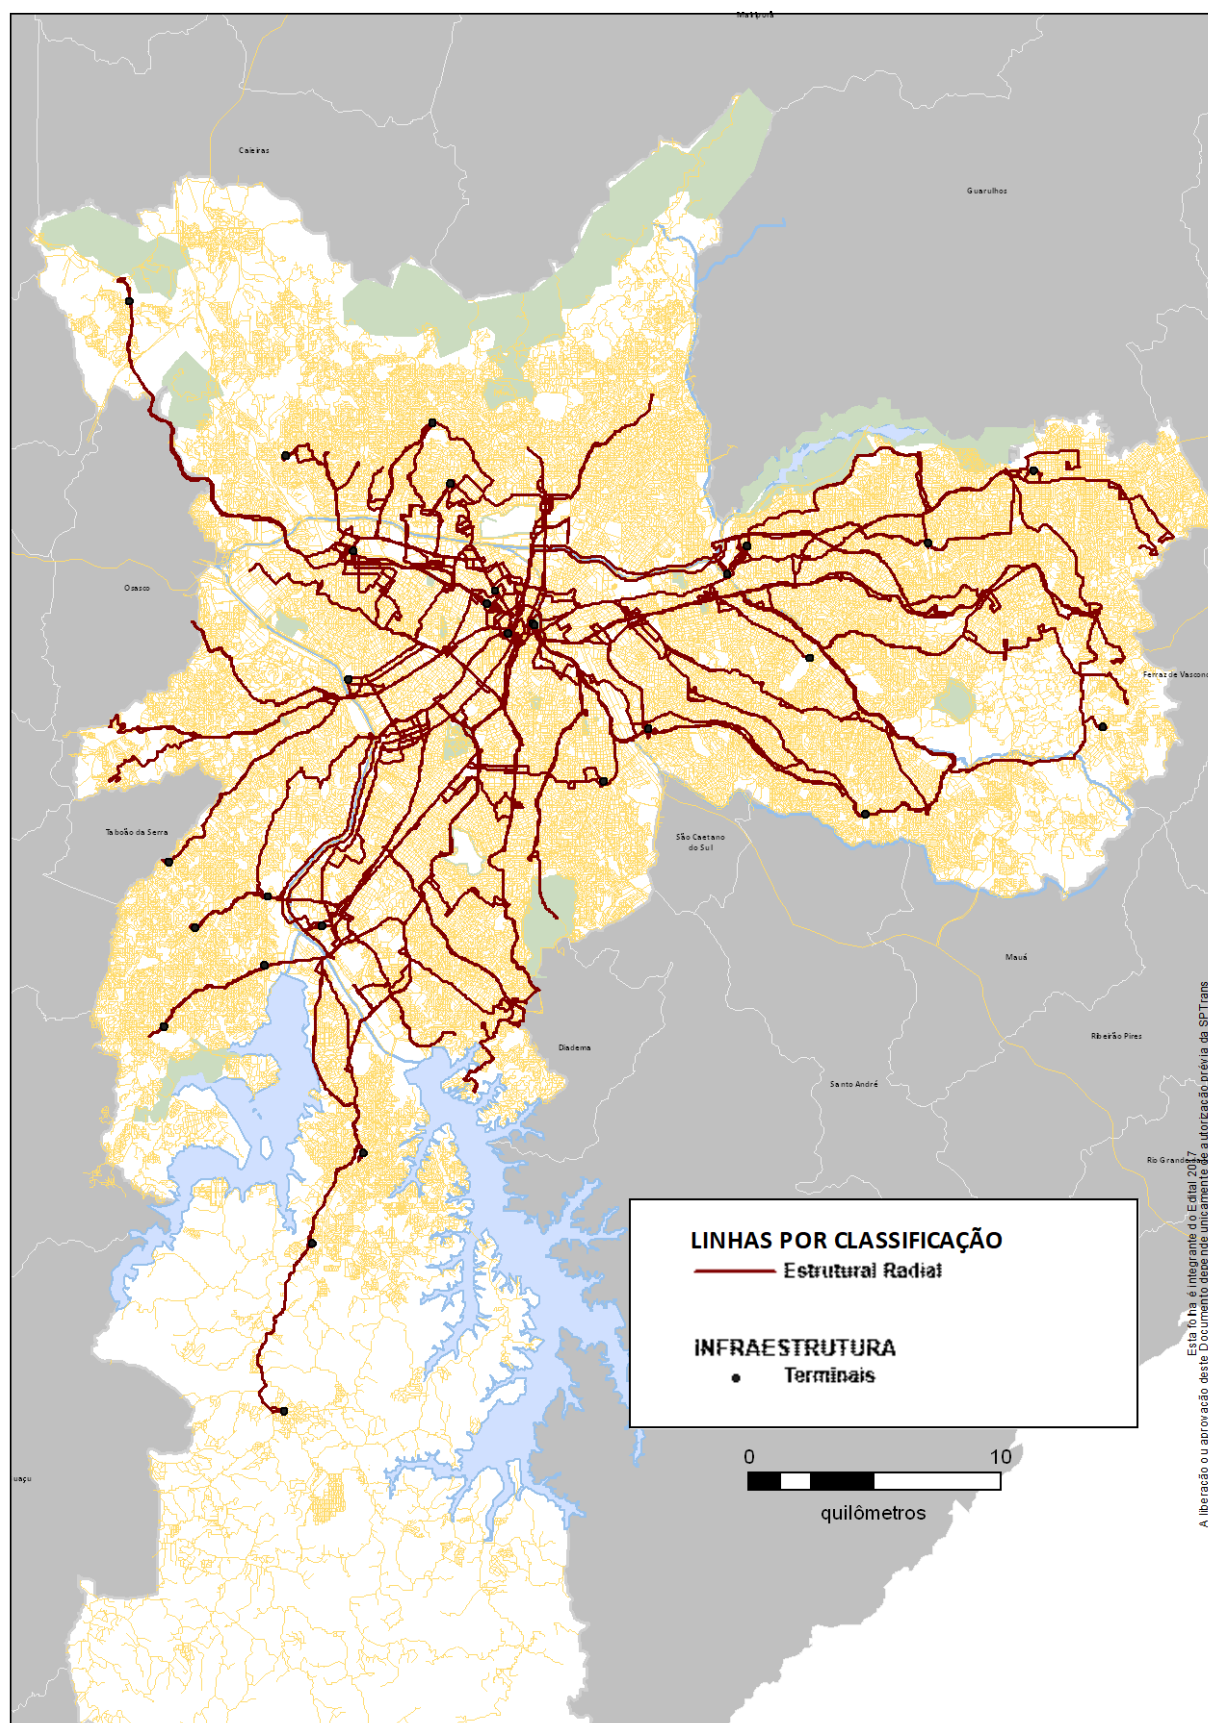 Mairiporã
Caieiras
Guarulhos
Osasco
Ferraz de Vasconc
Taboão da Serra
São Caetano
do Sul
Mauá
Diadema
Ribeirão Pires
Santo André
Rio Grande da
LINHAS POR CLASSIFICAÇÃO
Estrutural Radial
INFRAESTRUTURA
Terminais
0 10
quilômetros
uaçu
Esta folha é integrante do Edital 2017
A liberação ou aprovação deste Documento depende unicamente de autorização prévia da SPTrans